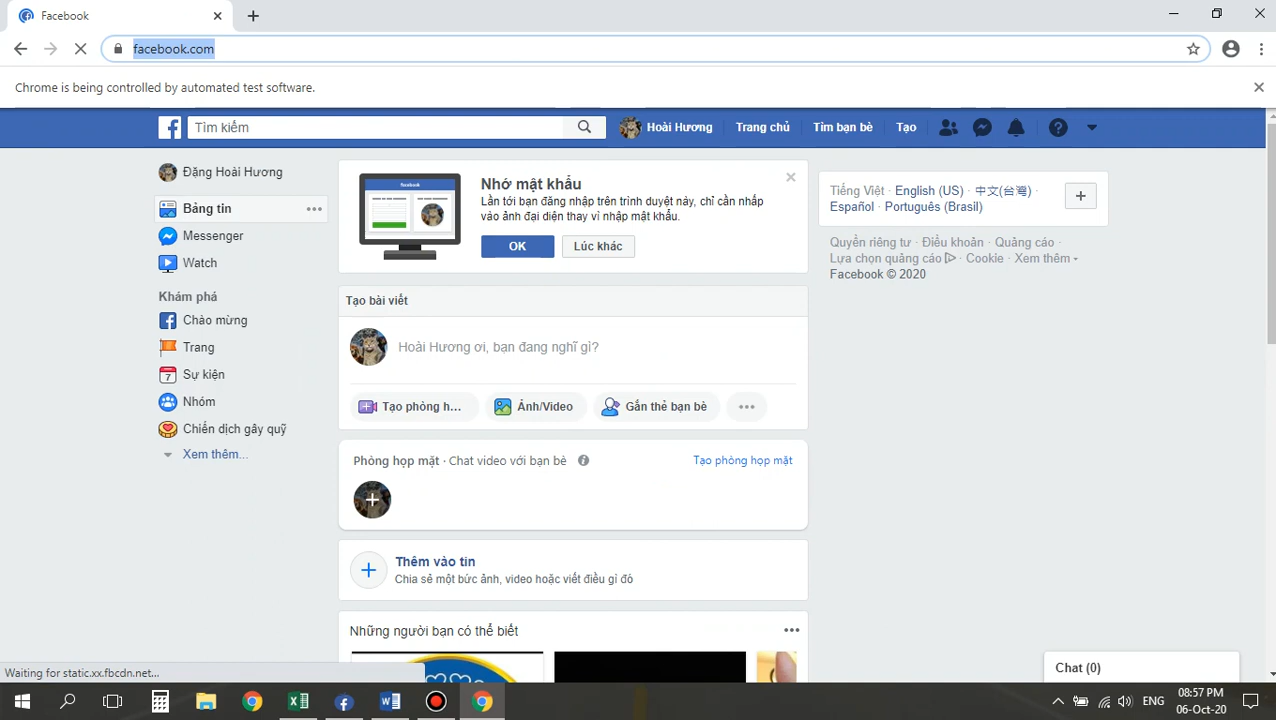 Facebook
facebook.com
Chrome is being controlled by automated test software.
Tìm kiếm
Hoài Hương
Trang chủ
Tìm bạn bè
Tạo
Đặng Hoài Hương
Bảng tin
Messenger
Watch
Khám phá
Chào mừng
Trang
7
Sự kiện
Nhóm
Chiến dịch gây quỹ
Xem thêm...
facebook
Nhớ mật khẩu
Lần tới bạn đăng nhập trên trình duyệt này, chỉ cần nhấp
vào ảnh đại diện thay vì nhập mật khẩu.
OK
Lúc khác
Tạo bài viết
Hoài Hương ơi, bạn đang nghĩ gì?
Tạo phòng h...
Ảnh/Video
Gắn thẻ bạn bè
Phòng họp mặt · Chat video với bạn bè
Tạo phòng họp mặt
Thêm vào tin
Chia sẻ một bức ảnh, video hoặc viết điều gì đó
Những người bạn có thể biết
Tiếng Việt · English (US) · 中文(台灣) ·
Español · Português (Brasil)
Quyền riêng tư · Điều khoản · Quảng cáo ·
Lựa chọn quảng cáo · Cookie · Xem thêm
Facebook © 2020
Chat (0)
Waiting for static.xx.fbcdn.net...
ENG
08:57 PM
06-Oct-20